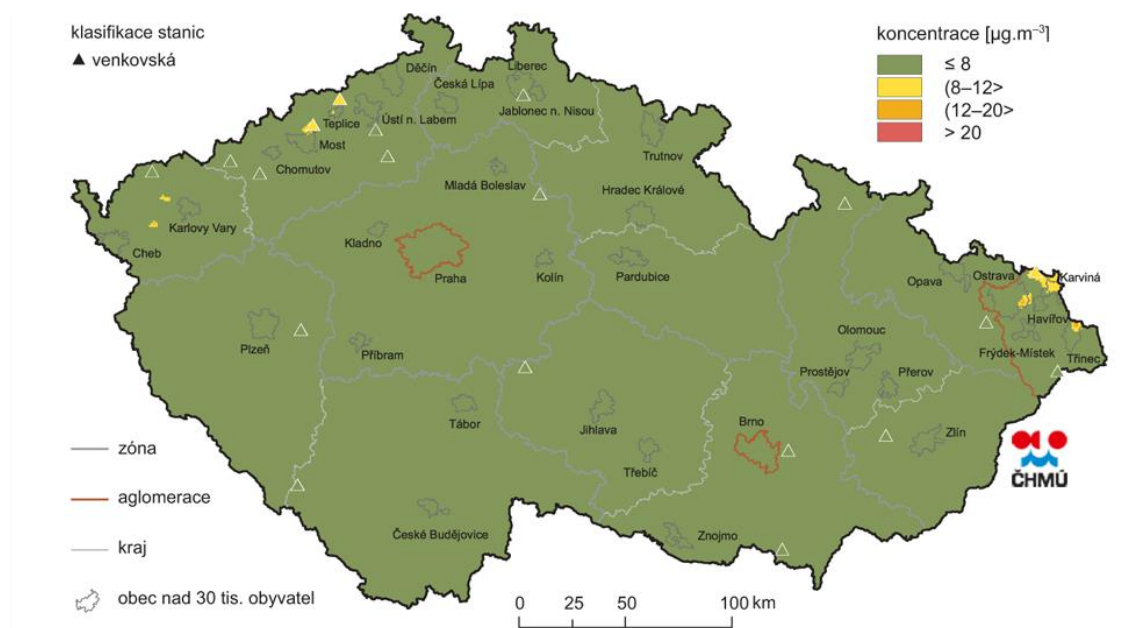 klasifikace stanic
venkovská
koncentrace [µg.m⁻³]
≤ 8
(8–12>
(12–20>
> 20
Děčín
Liberec
Česká Lípa
Teplice
Ústí n. Labem
Jablonec n. Nisou
Most
Chomutov
Trutnov
Mladá Boleslav
Hradec Králové
Karlovy Vary
Kladno
Cheb
Praha
Kolín
Pardubice
Opava
Ostrava
Karviná
Havířov
Plzeň
Příbram
Olomouc
Frýdek-Místek
Třinec
Prostějov
Přerov
Tábor
Jihlava
Brno
Zlín
Třebíč
ČHMÚ
zóna
aglomerace
kraj
České Budějovice
Znojmo
obec nad 30 tis. obyvatel
0 25 50 100 km